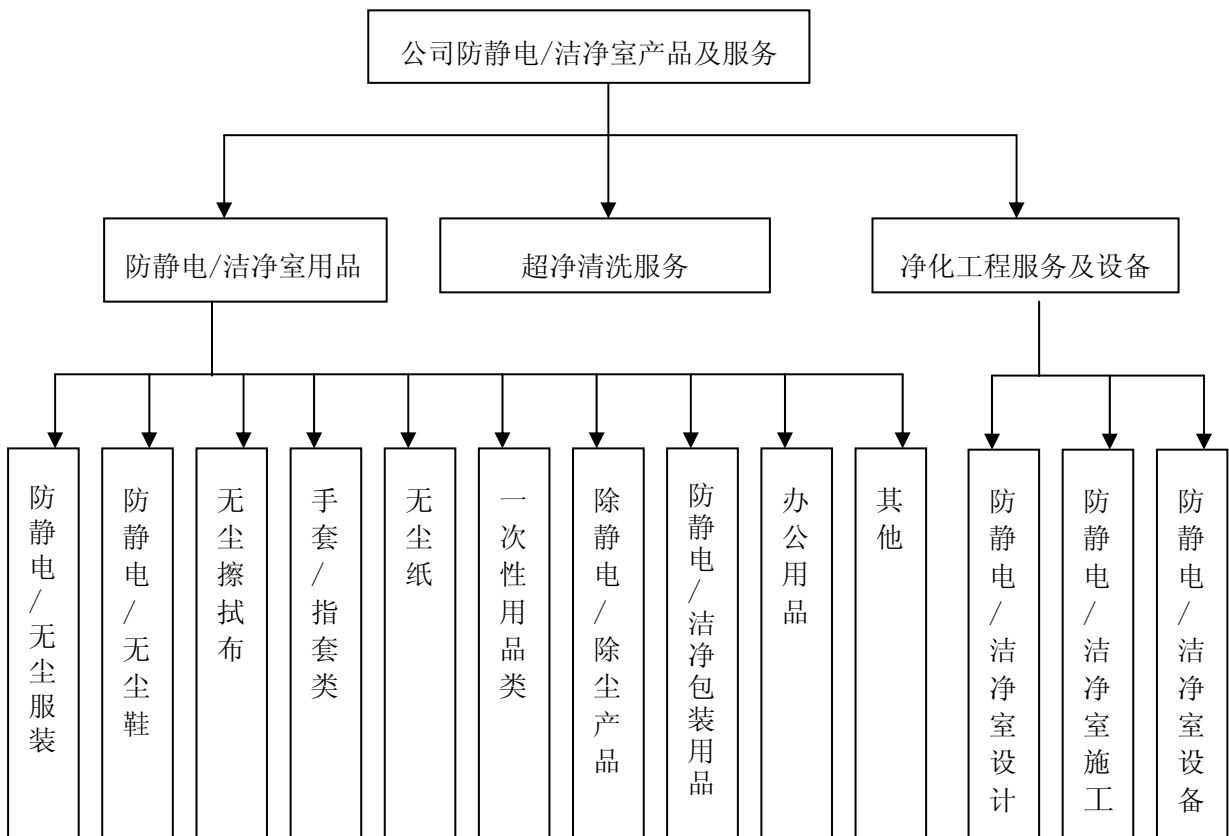 公司防静电/洁净室产品及服务
防静电/洁净室用品
超净清洗服务
净化工程服务及设备
防静电/无尘服装
防静电/无尘鞋
无尘擦拭布
手套/指套类
无尘纸
一次性用品类
除静电/除尘产品
防静电/洁净包装用品
办公用品
其他
防静电/洁净室设计
防静电/洁净室施工
防静电/洁净室设备